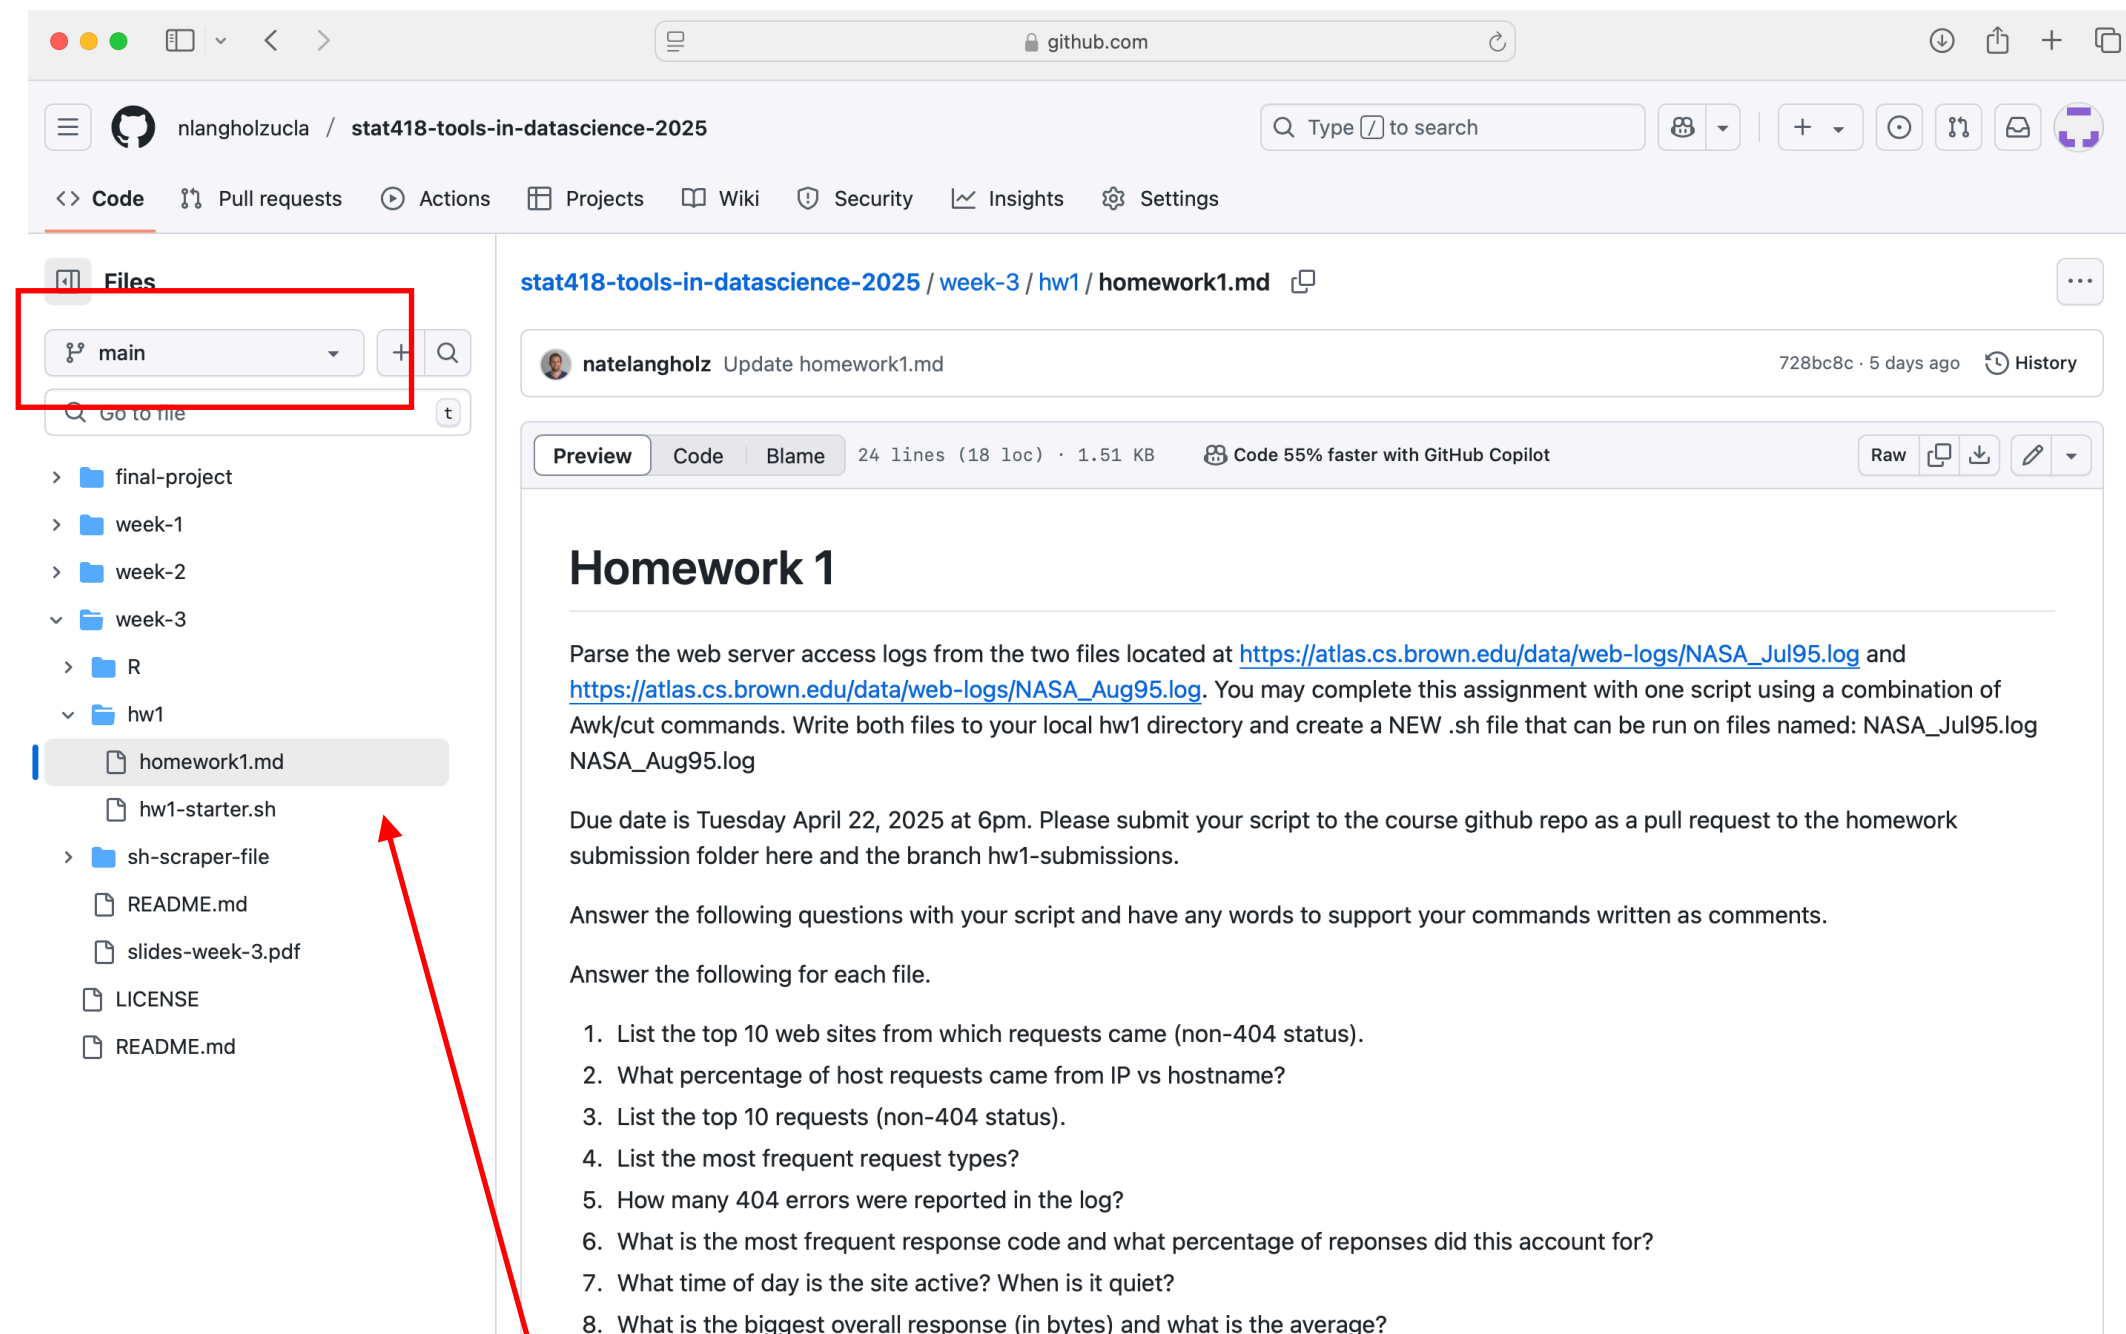 github.com
nlangholzucla / stat418-tools-in-datascience-2025
Type / to search
Code
Pull requests
Actions
Projects
Wiki
Security
Insights
Settings
Files
main
Go to file
t
final-project
week-1
week-2
week-3
R
hw1
homework1.md
hw1-starter.sh
sh-scraper-file
README.md
slides-week-3.pdf
LICENSE
README.md
stat418-tools-in-datascience-2025 / week-3 / hw1 / homework1.md
natelangholz Update homework1.md
728bc8c · 5 days ago
History
Preview
Code
Blame
24 lines (18 loc) · 1.51 KB
Code 55% faster with GitHub Copilot
Raw
Homework 1
Parse the web server access logs from the two files located at https://atlas.cs.brown.edu/data/web-logs/NASA_Jul95.log and
https://atlas.cs.brown.edu/data/web-logs/NASA_Aug95.log. You may complete this assignment with one script using a combination of
Awk/cut commands. Write both files to your local hw1 directory and create a NEW .sh file that can be run on files named: NASA_Jul95.log
NASA_Aug95.log
Due date is Tuesday April 22, 2025 at 6pm. Please submit your script to the course github repo as a pull request to the homework
submission folder here and the branch hw1-submissions.
Answer the following questions with your script and have any words to support your commands written as comments.
Answer the following for each file.
1. List the top 10 web sites from which requests came (non-404 status).
2. What percentage of host requests came from IP vs hostname?
3. List the top 10 requests (non-404 status).
4. List the most frequent request types?
5. How many 404 errors were reported in the log?
6. What is the most frequent response code and what percentage of reponses did this account for?
7. What time of day is the site active? When is it quiet?
8. What is the biggest overall response (in bytes) and what is the average?